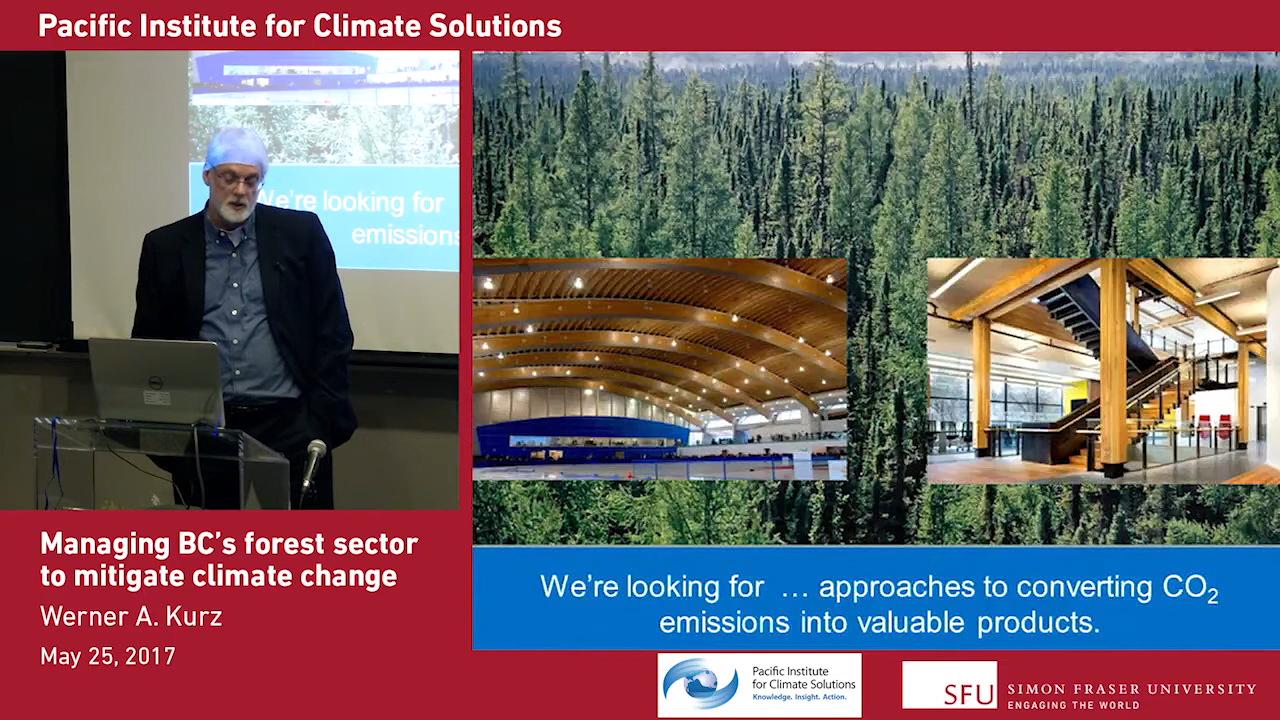 Pacific Institute for Climate Solutions
We're looking for
emissions
DELL
Managing BC's forest sector
to mitigate climate change
Werner A. Kurz
May 25, 2017
We're looking for … approaches to converting CO₂
emissions into valuable products.
Pacific Institute
for Climate Solutions
Knowledge. Insight. Action.
SFU
SIMON FRASER UNIVERSITY
ENGAGING THE WORLD